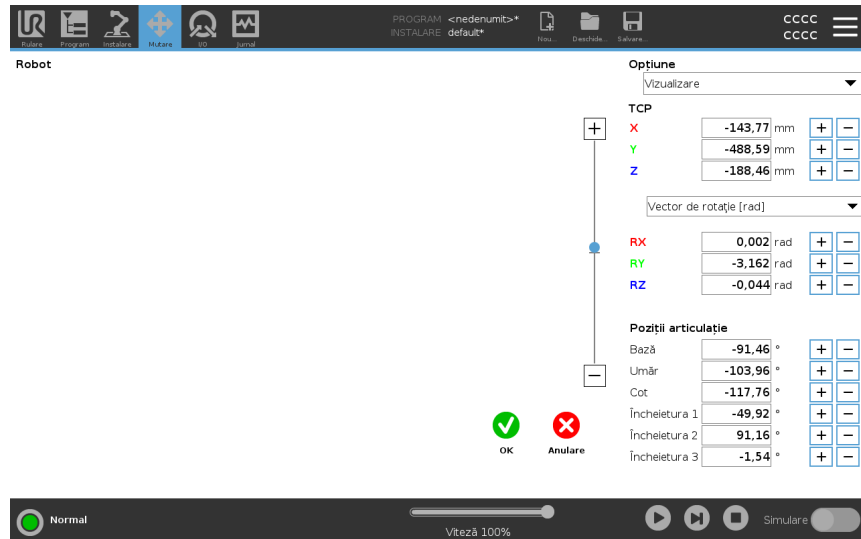 Rulare Program Instalare Mutare I/O Jurnal
PROGRAM <nedenumit>*
INSTALARE default*
Nou... Deschide... Salvare...
CCCC
CCCC
Robot
Opțiune
Vizualizare
TCP
X -143,77 mm + −
Y -488,59 mm + −
Z -188,46 mm + −
Vector de rotație [rad]
RX 0,002 rad + −
RY -3,162 rad + −
RZ -0,044 rad + −
Poziții articulație
Bază -91,46 ° + −
Umăr -103,96 ° + −
Cot -117,76 ° + −
Încheietura 1 -49,92 ° + −
Încheietura 2 91,16 ° + −
Încheietura 3 -1,54 ° + −
+
−
OK Anulare
Normal
Viteză 100%
Simulare